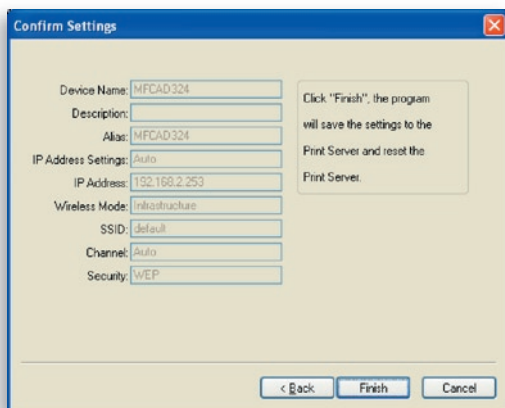 Confirm Settings
Device Name: MFCAD324
Description:
Alias: MFCAD324
IP Address Settings: Auto
IP Address: 192.168.2.253
Wireless Mode: Infrastructure
SSID: default
Channel: Auto
Security: WEP
Click "Finish", the program
will save the settings to the
Print Server and reset the
Print Server.
< Back
Finish
Cancel